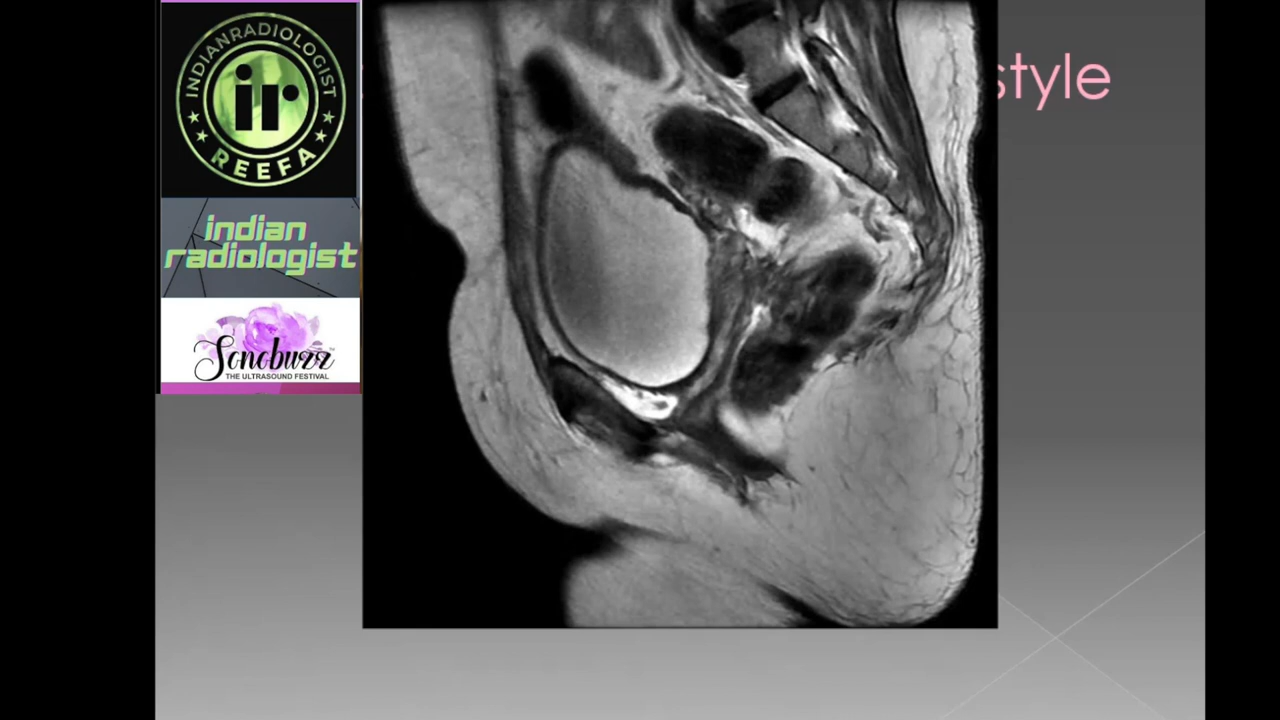 INDIANRADIOLOGIST
ir
REEFA
indian
radiologist
Sonobuzz
THE ULTRASOUND FESTIVAL
style